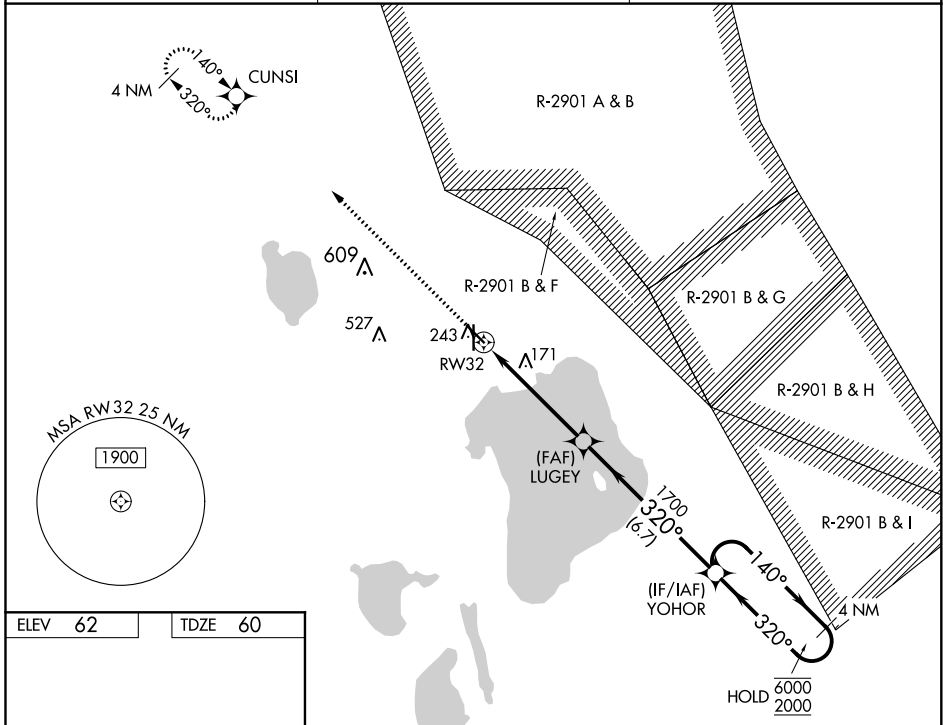 140°
CUNSI
4 NM
320°
R-2901 A & B
609
R-2901 B & F
R-2901 B & G
527
243
171
RW32
R-2901 B & H
MSA RW32 25 NM
1900
(FAF)
LUGEY
1700
320°
(6.7)
R-2901 B & I
140°
(IF/IAF)
YOHOR
4 NM
320°
HOLD 6000
2000
ELEV 62
TDZE 60